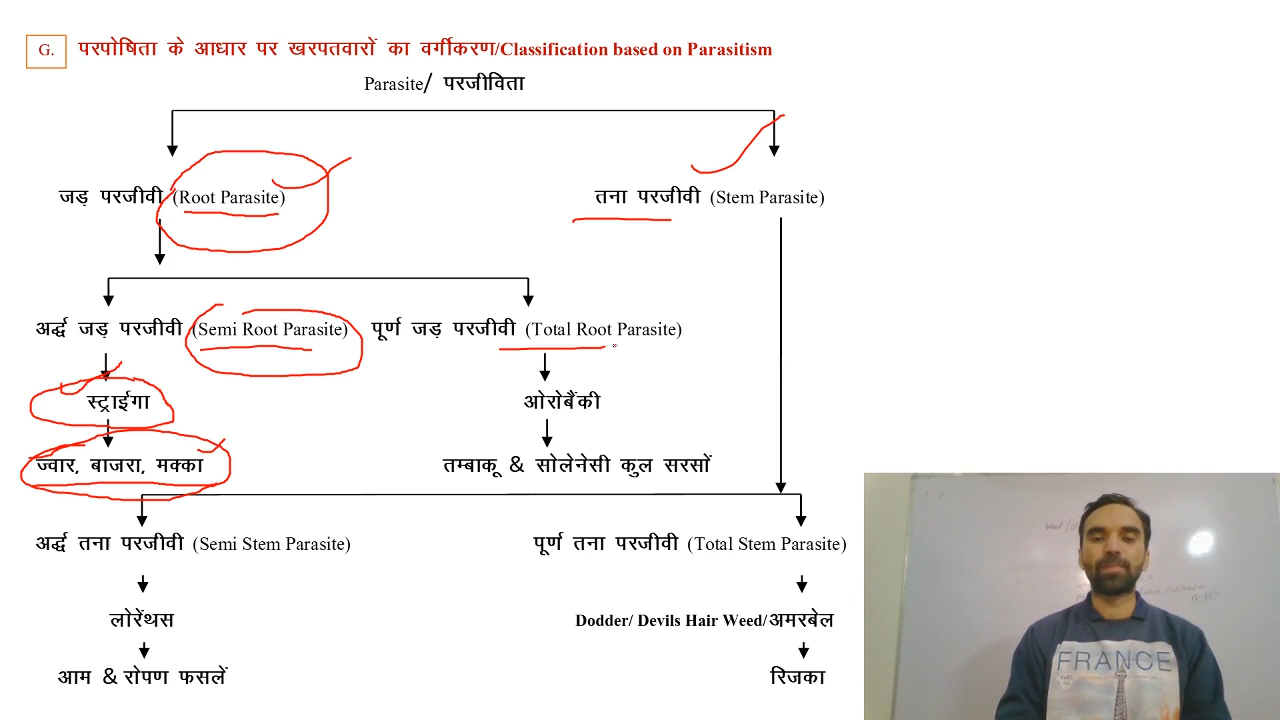 G. परपोषिता के आधार पर खरपतवारों का वर्गीकरण/Classification based on Parasitism
Parasite/ परजीविता
जड़ परजीवी (Root Parasite) तना परजीवी (Stem Parasite)
अर्द्ध जड़ परजीवी (Semi Root Parasite) पूर्ण जड़ परजीवी (Total Root Parasite)
स्ट्राईगा ओरोबैंकी
ज्वार, बाजरा, मक्का तम्बाकू & सोलेनेसी कुल सरसों
अर्द्ध तना परजीवी (Semi Stem Parasite) पूर्ण तना परजीवी (Total Stem Parasite)
लोरेंथस Dodder/ Devils Hair Weed/अमरबेल
आम & रोपण फसलें रिजका
FRANCE